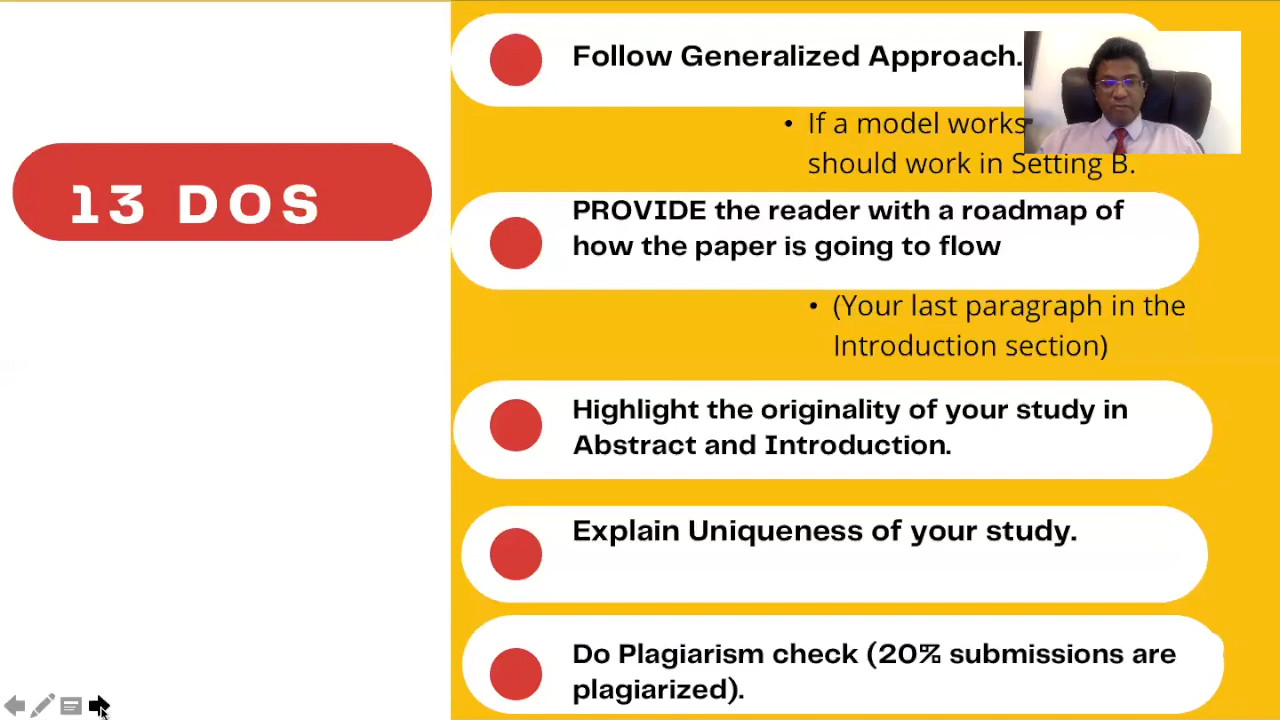 13 DOS
Follow Generalized Approach.
• If a model works
should work in Setting B.
PROVIDE the reader with a roadmap of
how the paper is going to flow
• (Your last paragraph in the
Introduction section)
Highlight the originality of your study in
Abstract and Introduction.
Explain Uniqueness of your study.
Do Plagiarism check (20% submissions are
plagiarized).